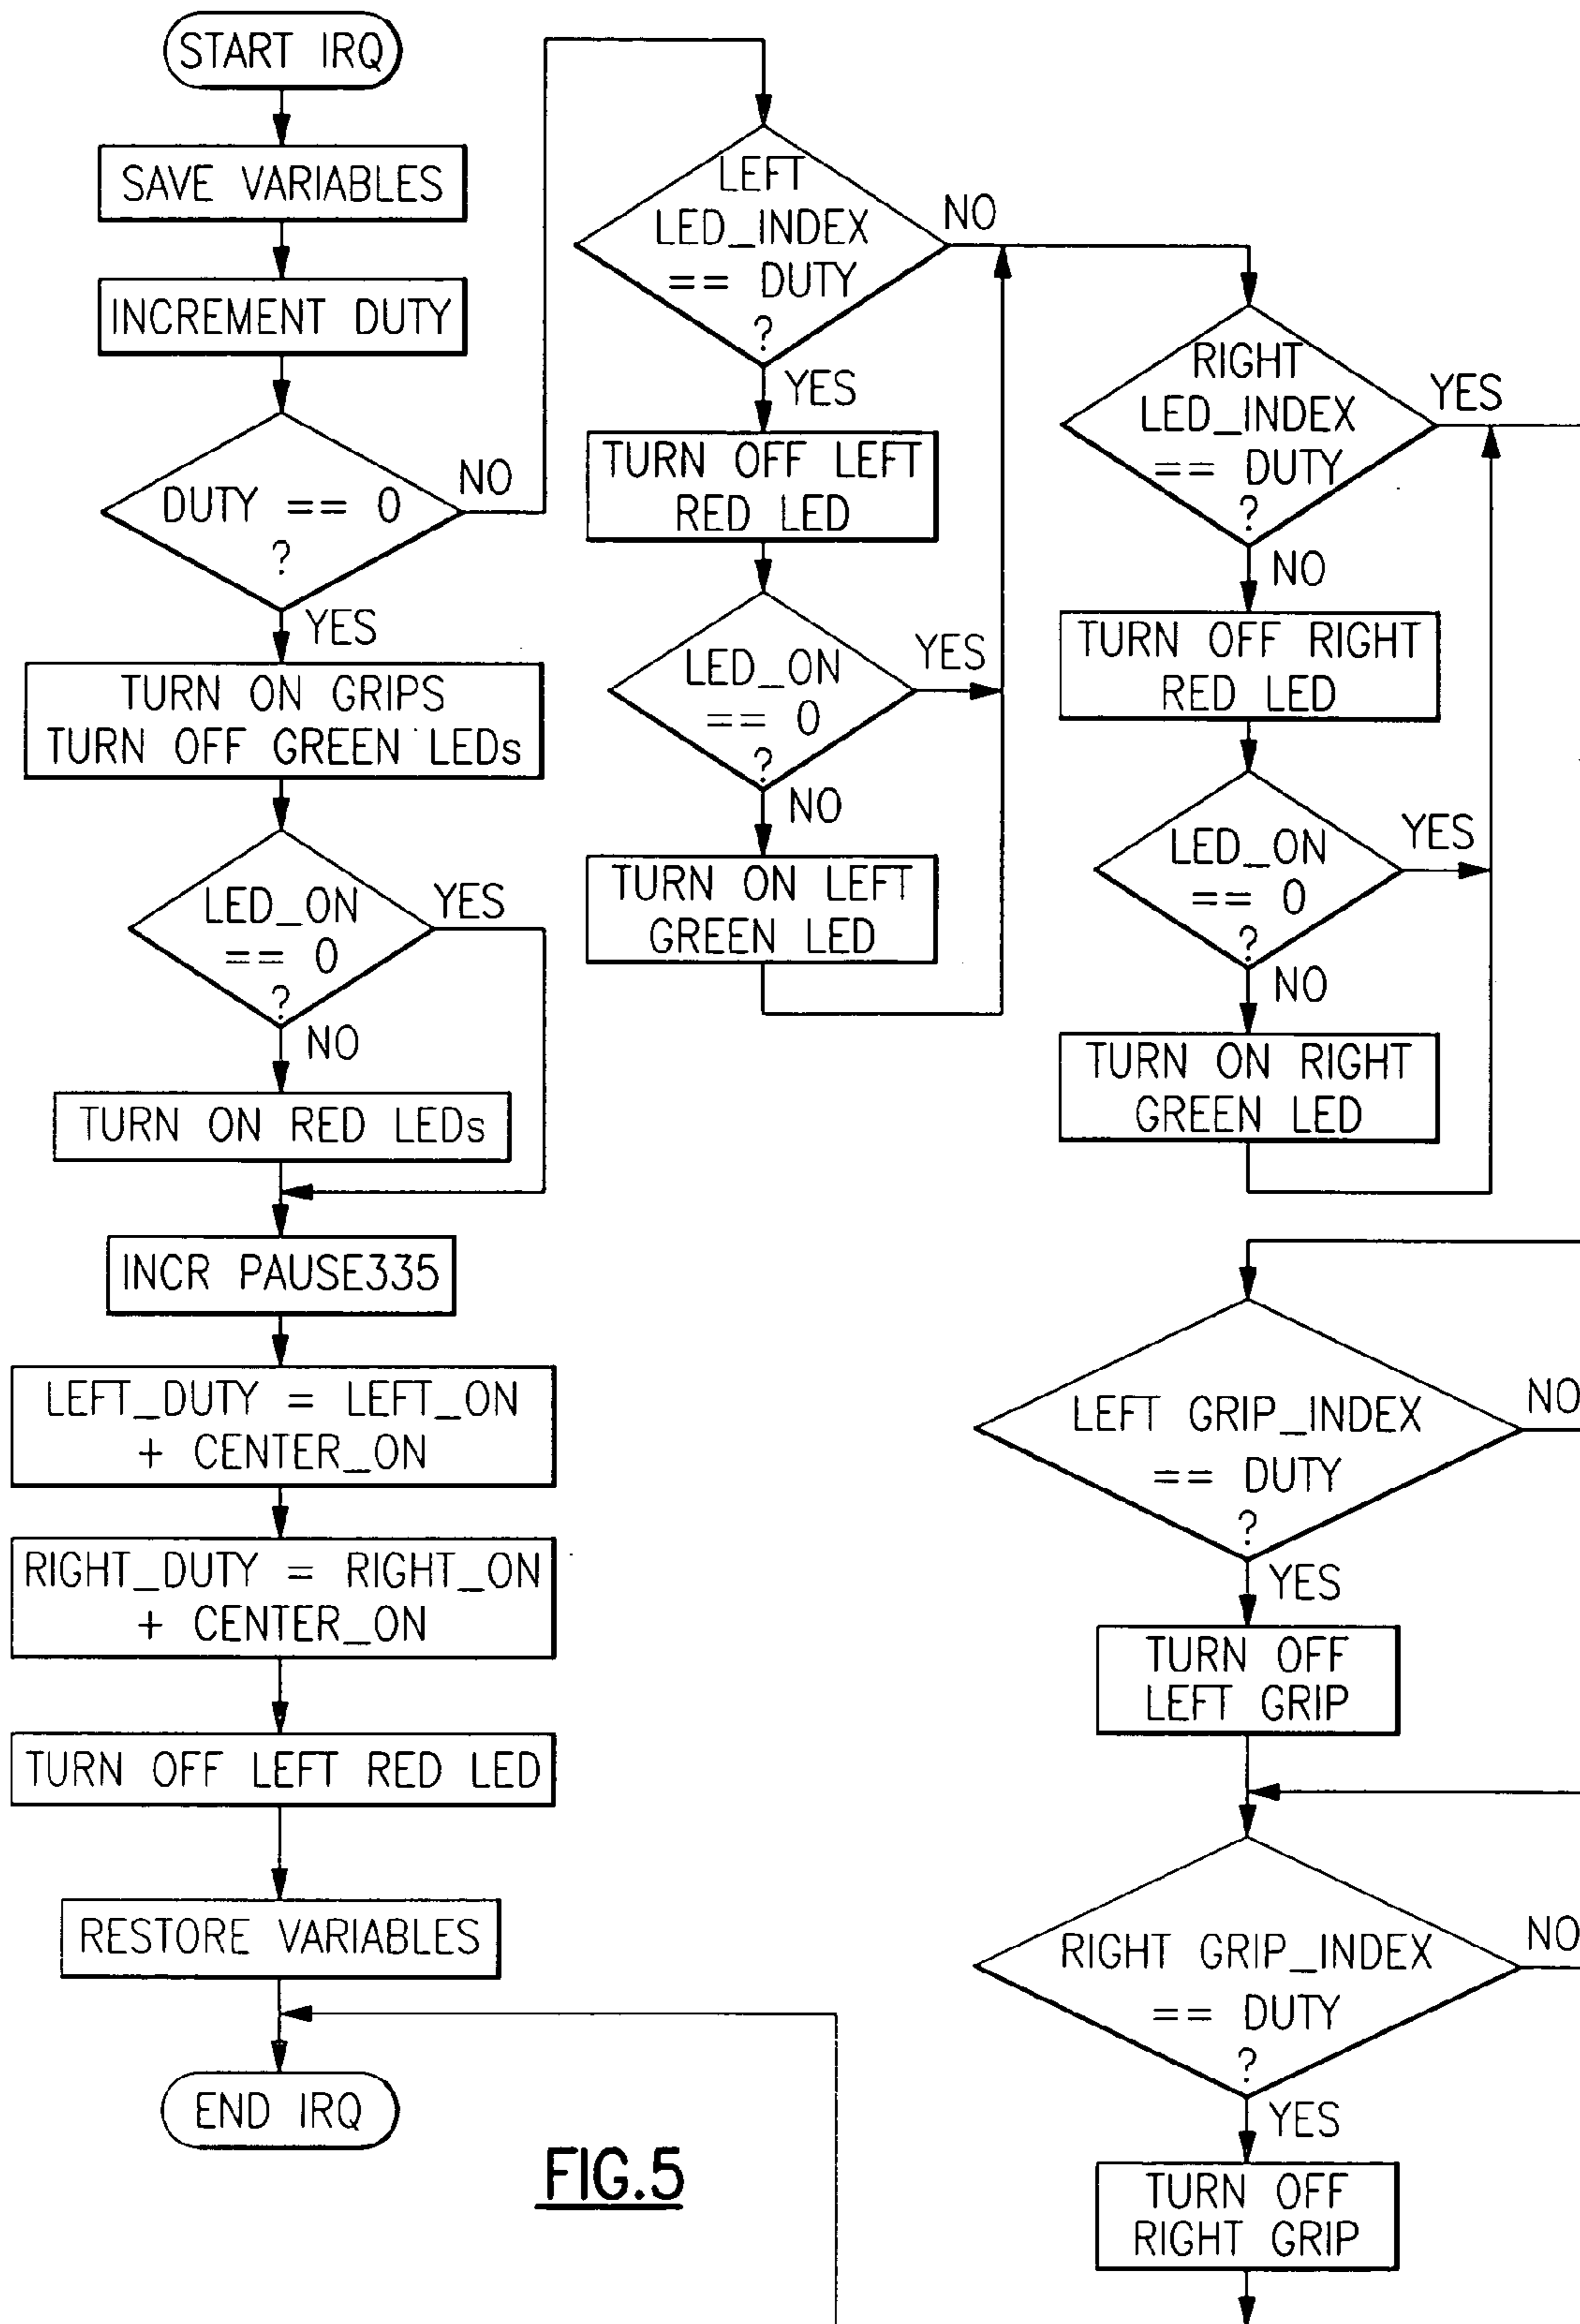 START IRQ
SAVE VARIABLES
INCREMENT DUTY
DUTY == 0
?
NO
YES
TURN ON GRIPS
TURN OFF GREEN LEDs
LED_ON
== 0
?
YES
NO
TURN ON RED LEDs
INCR PAUSE335
LEFT_DUTY = LEFT_ON
+ CENTER_ON
RIGHT_DUTY = RIGHT_ON
+ CENTER_ON
TURN OFF LEFT RED LED
RESTORE VARIABLES
END IRQ
LEFT
LED_INDEX
== DUTY
?
NO
YES
TURN OFF LEFT
RED LED
LED_ON
== 0
?
YES
NO
TURN ON LEFT
GREEN LED
RIGHT
LED_INDEX
== DUTY
?
YES
NO
TURN OFF RIGHT
RED LED
LED_ON
== 0
?
YES
NO
TURN ON RIGHT
GREEN LED
LEFT GRIP_INDEX
== DUTY
?
NO
YES
TURN OFF
LEFT GRIP
RIGHT GRIP_INDEX
== DUTY
?
NO
YES
TURN OFF
RIGHT GRIP
FIG.5